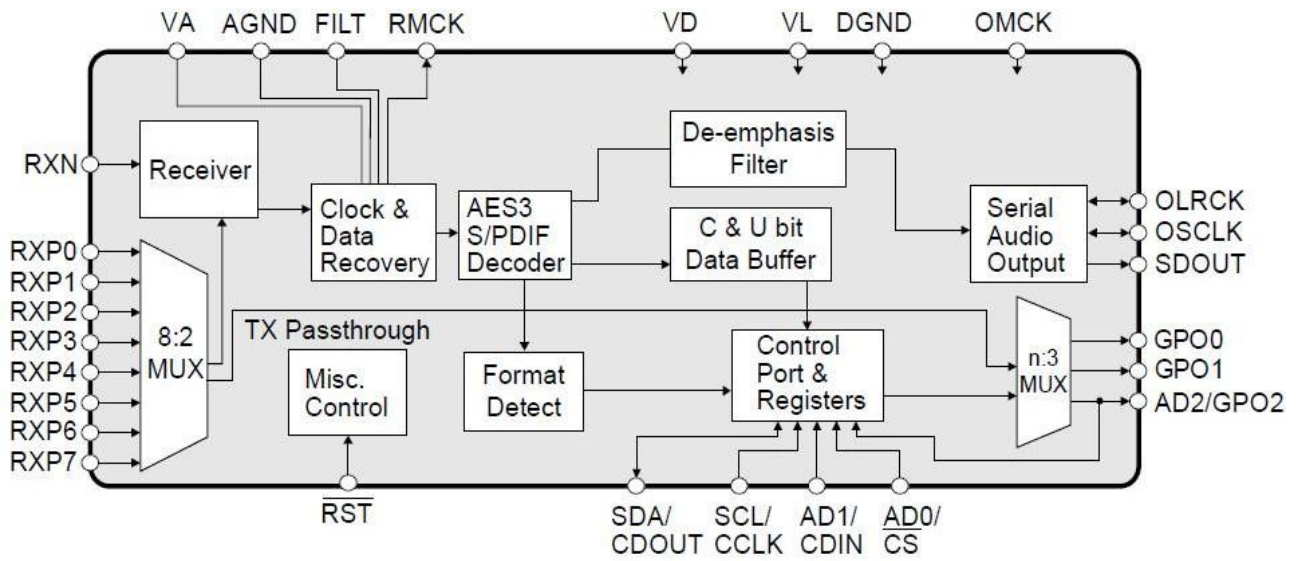 VA AGND FILT RMCK VD VL DGND OMCK
RXN
Receiver
Clock &
Data
Recovery
AES3
S/PDIF
Decoder
De-emphasis
Filter
C & U bit
Data Buffer
Serial
Audio
Output
OLRCK
OSCLK
SDOUT
RXP0
RXP1
RXP2
RXP3
RXP4
RXP5
RXP6
RXP7
8:2
MUX
TX Passthrough
Misc.
Control
Format
Detect
Control
Port &
Registers
n:3
MUX
GPO0
GPO1
AD2/GPO2
RST
SDA/
CDOUT
SCL/
CCLK
AD1/
CDIN
AD0/
CS